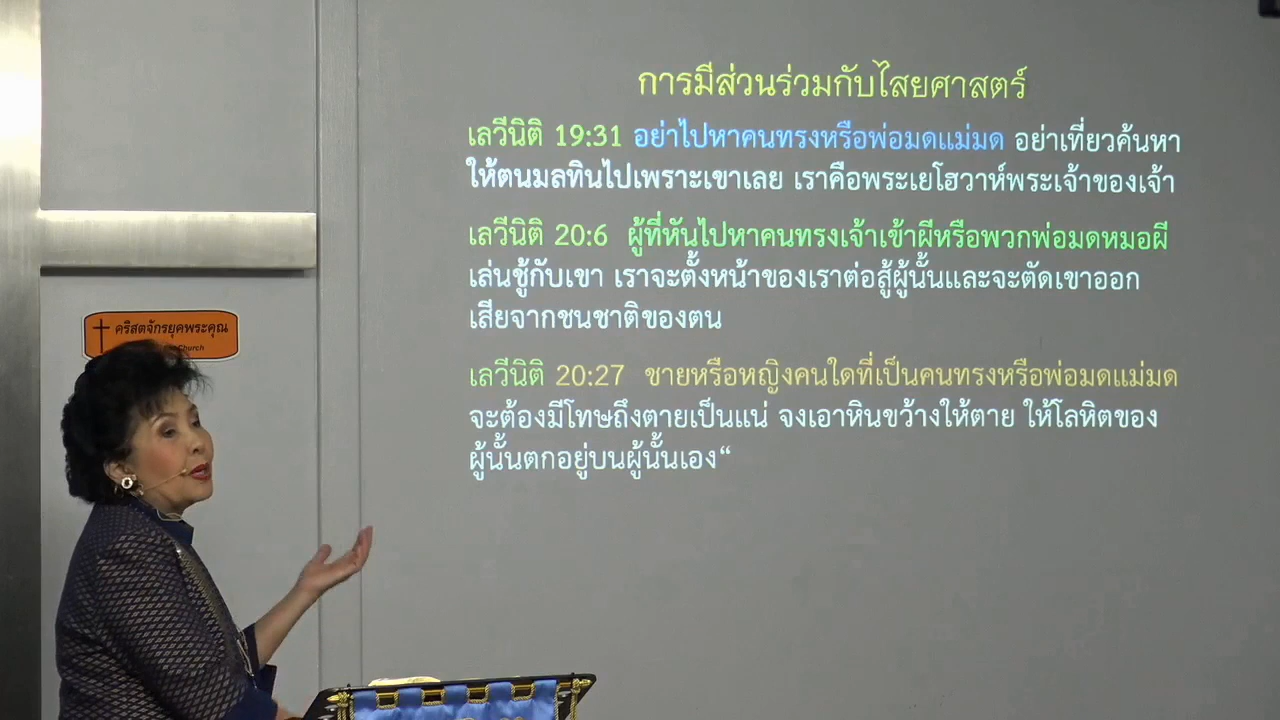 การมีส่วนร่วมกับไสยศาสตร์
เลวีนิติ 19:31 อย่าไปหาคนทรงหรือพ่อมดแม่มด อย่าเที่ยวค้นหา
ให้ตนมลทินไปเพราะเขาเลย เราคือพระเยโฮวาห์พระเจ้าของเจ้า
เลวีนิติ 20:6 ผู้ที่หันไปหาคนทรงเจ้าเข้าผีหรือพวกพ่อมดหมอผี
เล่นชู้กับเขา เราจะตั้งหน้าของเราต่อสู้ผู้นั้นและจะตัดเขาออก
เสียจากชนชาติของตน
เลวีนิติ 20:27 ชายหรือหญิงคนใดที่เป็นคนทรงหรือพ่อมดแม่มด
จะต้องมีโทษถึงตายเป็นแน่ จงเอาหินขว้างให้ตาย ให้โลหิตของ
ผู้นั้นตกอยู่บนผู้นั้นเอง“
คริสตจักรยุคพระคุณ
Church